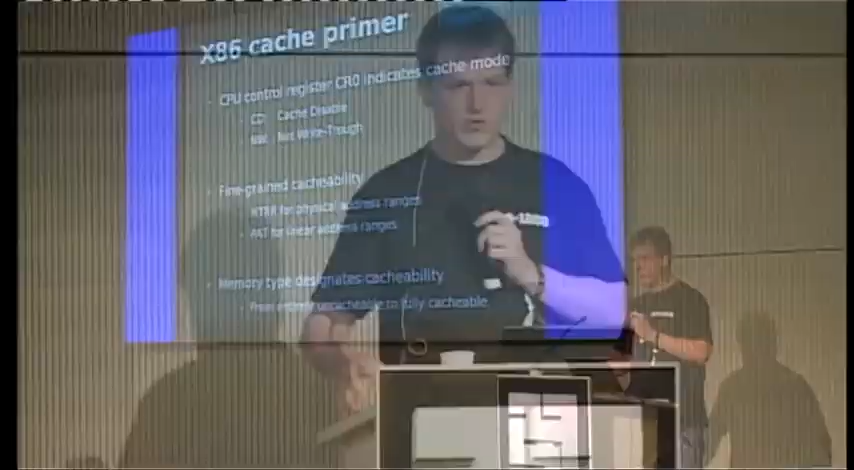 x86 cache primer
CPU control register CR0 indicates cache mode
CD: Cache Disable
NW: Not Write-Trough
Fine-grained cacheability
MTRR for physical address ranges
PAT for linear address ranges
Memory type designates cacheability
From entirely uncacheable to fully cacheable